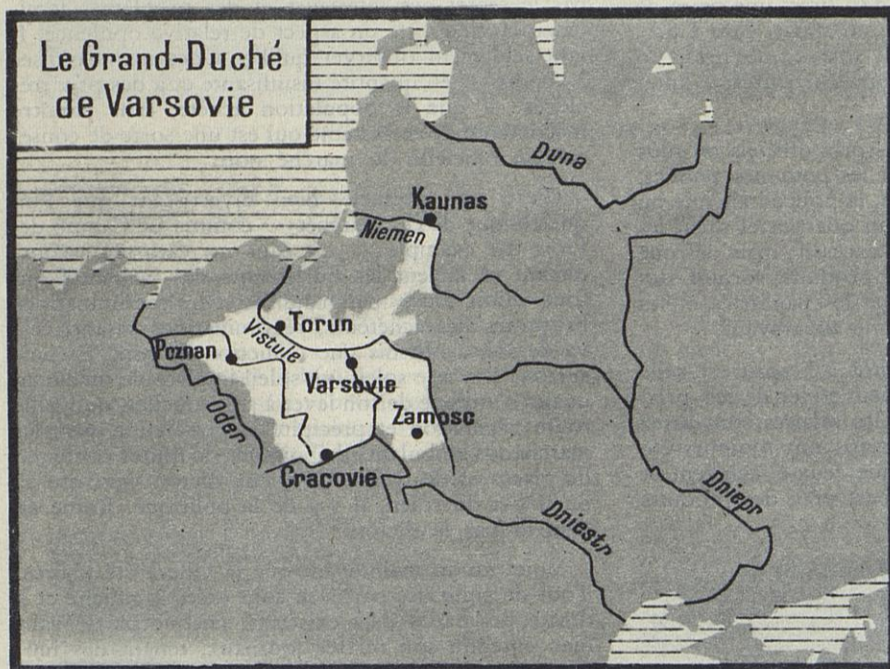 Le Grand-Duché
de Varsovie
Duna
Kaunas
Niemen
Torun
Vistule
Poznan
Varsovie
Oder
Zamosc
Cracovie
Dniestr
Dniepr